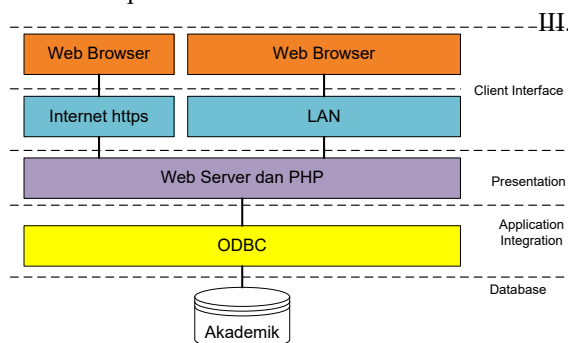 III.
Web Browser
Web Browser
Client Interface
Internet https
LAN
Web Server dan PHP
Presentation
Application
Integration
ODBC
Database
Akademik